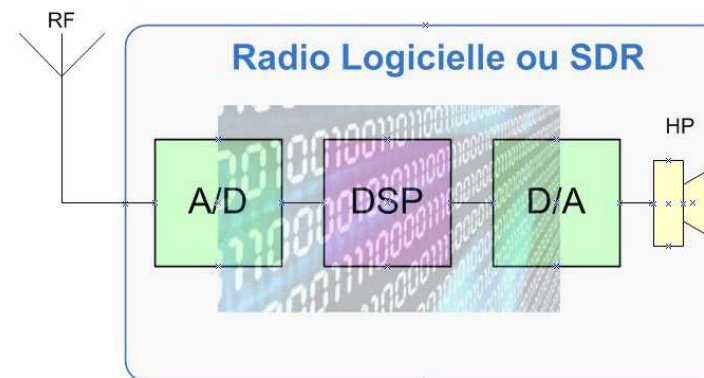 RF
Radio Logicielle ou SDR
HP
A/D
DSP
D/A